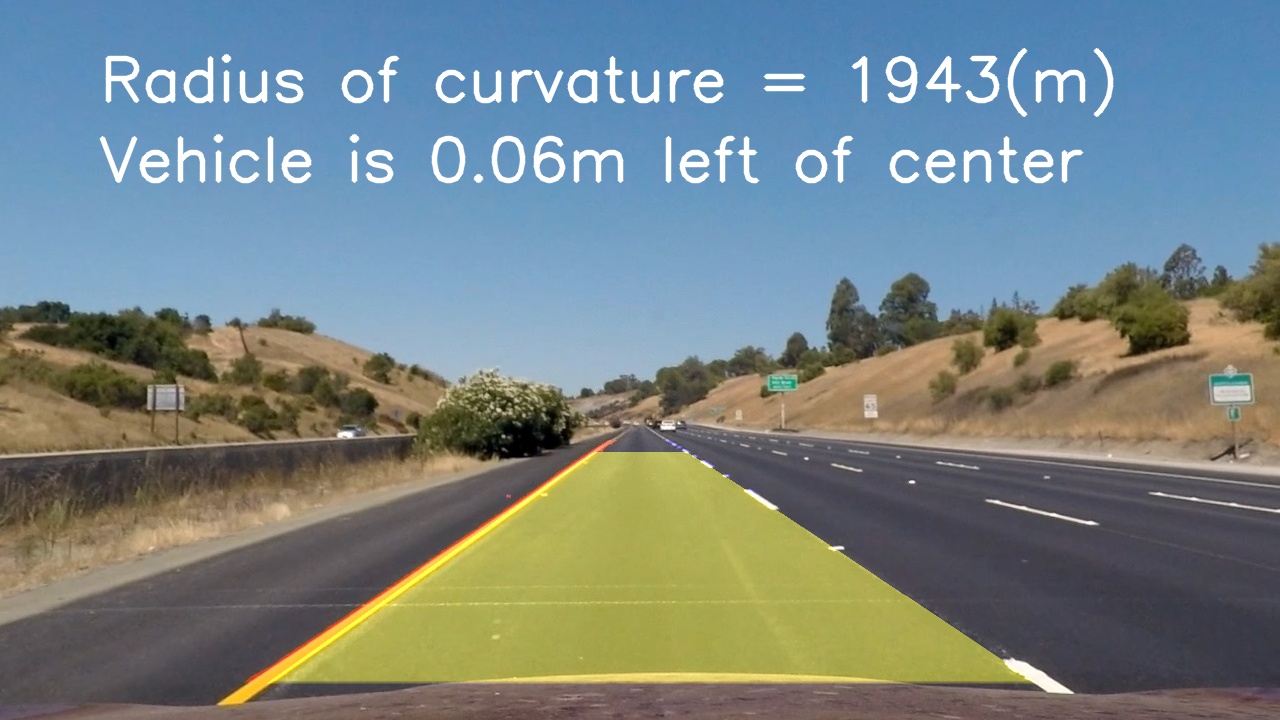 Radius of curvature = 1943(m)
Vehicle is 0.06m left of center